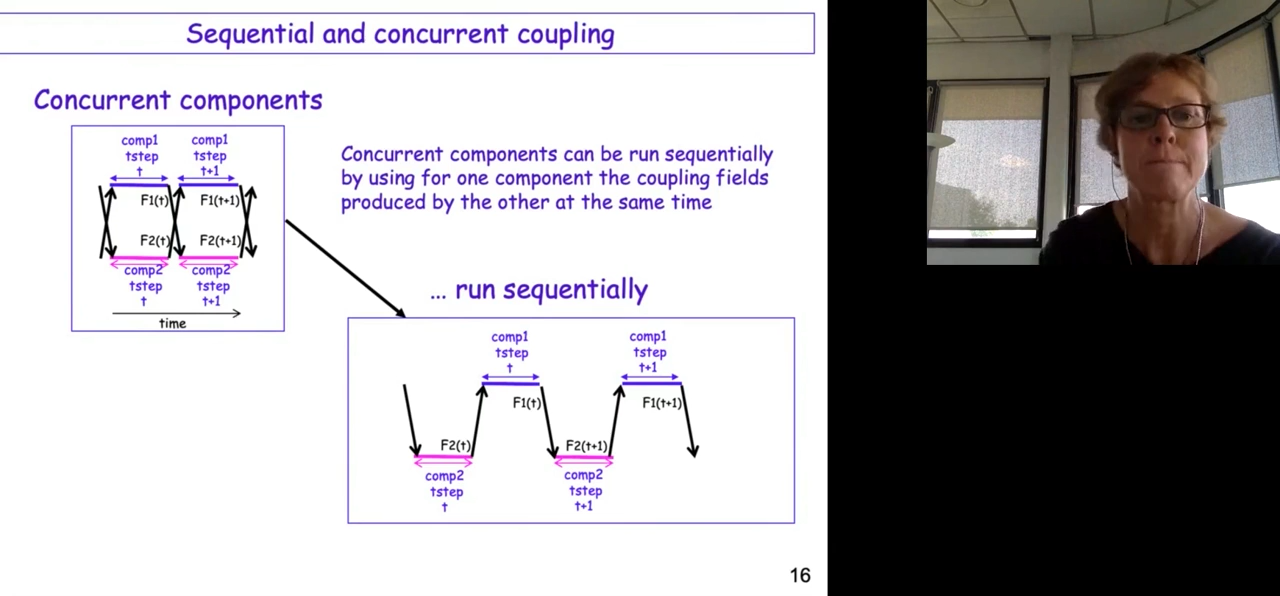 Sequential and concurrent coupling
Concurrent components
comp1
tstep
t
comp1
tstep
t+1
F1(t)
F1(t+1)
F2(t)
F2(t+1)
comp2
tstep
t
comp2
tstep
t+1
time
Concurrent components can be run sequentially
by using for one component the coupling fields
produced by the other at the same time
... run sequentially
comp1
tstep
t
comp1
tstep
t+1
F1(t)
F1(t+1)
F2(t)
F2(t+1)
comp2
tstep
t
comp2
tstep
t+1
16